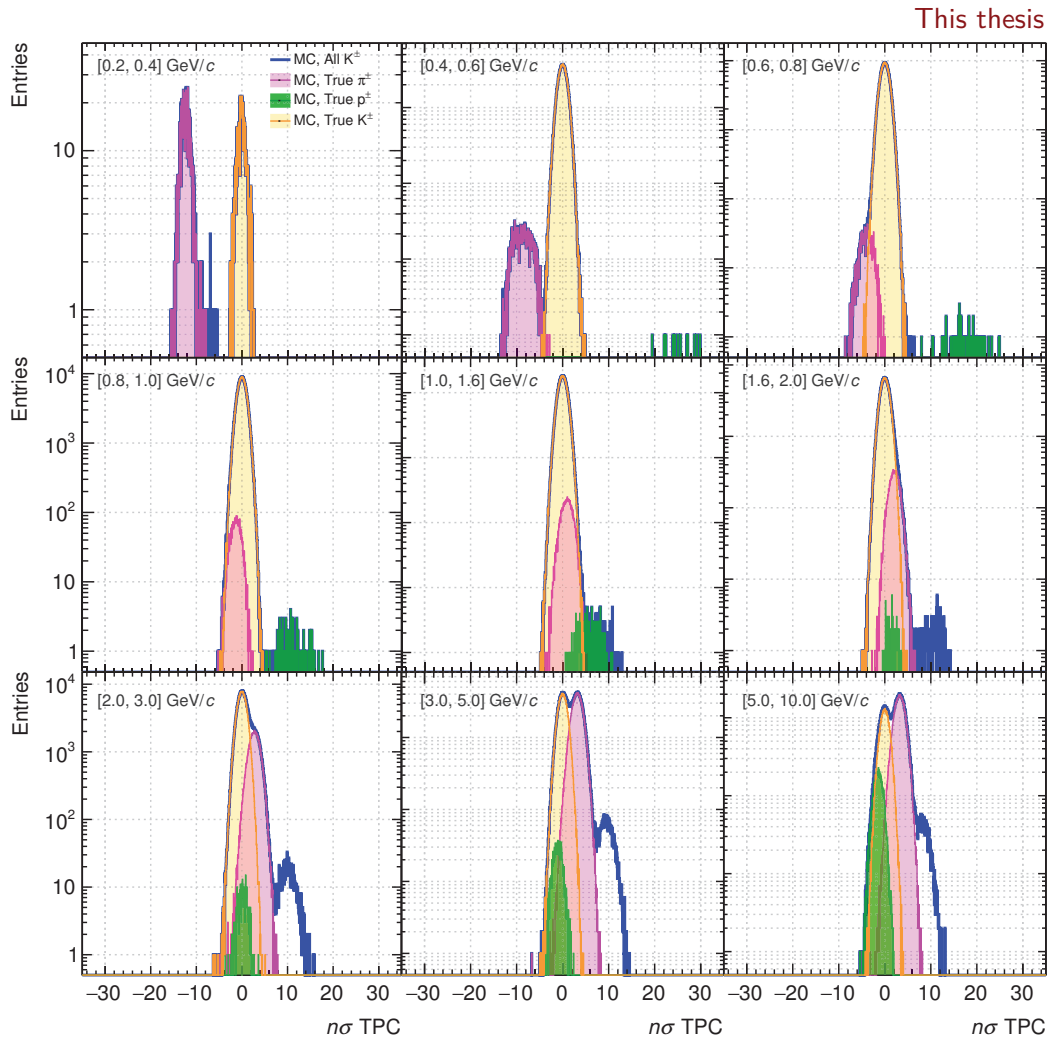 This thesis
Entries
[0.2, 0.4] GeV/c
MC, All K±
MC, True π±
MC, True p±
MC, True K±
[0.4, 0.6] GeV/c
[0.6, 0.8] GeV/c
10
1
Entries
[0.8, 1.0] GeV/c
[1.0, 1.6] GeV/c
[1.6, 2.0] GeV/c
10⁴
10³
10²
10
1
Entries
[2.0, 3.0] GeV/c
[3.0, 5.0] GeV/c
[5.0, 10.0] GeV/c
10⁴
10³
10²
10
1
−30 −20 −10 0 10 20 30
−30 −20 −10 0 10 20 30
−30 −20 −10 0 10 20 30
nσ TPC
nσ TPC
nσ TPC